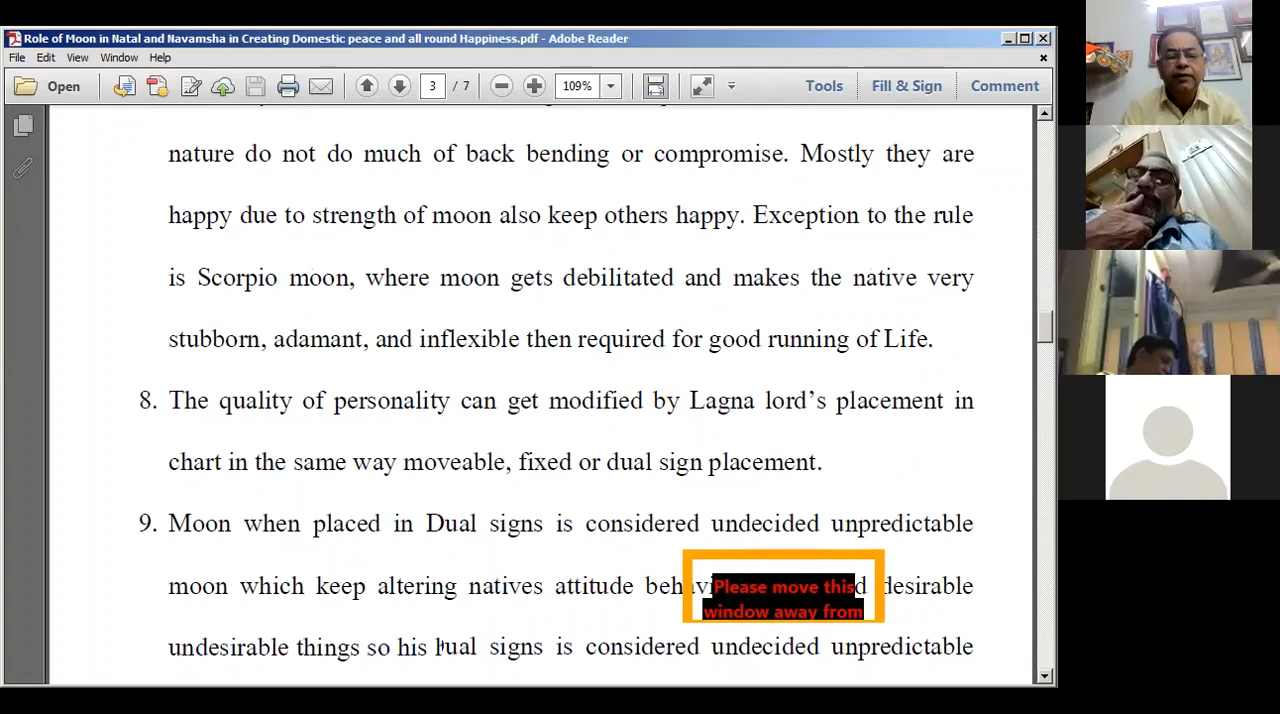 Role of Moon in Natal and Navamsha in Creating Domestic peace and all round Happiness.pdf - Adobe Reader
File Edit View Window Help
Open 3 / 7 109% Tools Fill & Sign Comment
nature do not do much of back bending or compromise. Mostly they are
happy due to strength of moon also keep others happy. Exception to the rule
is Scorpio moon, where moon gets debilitated and makes the native very
stubborn, adamant, and inflexible then required for good running of Life.
8. The quality of personality can get modified by Lagna lord's placement in
chart in the same way moveable, fixed or dual sign placement.
9. Moon when placed in Dual signs is considered undecided unpredictable
moon which keep altering natives attitude desirable
Please move this
window away from
undesirable things so his signs is considered undecided unpredictable